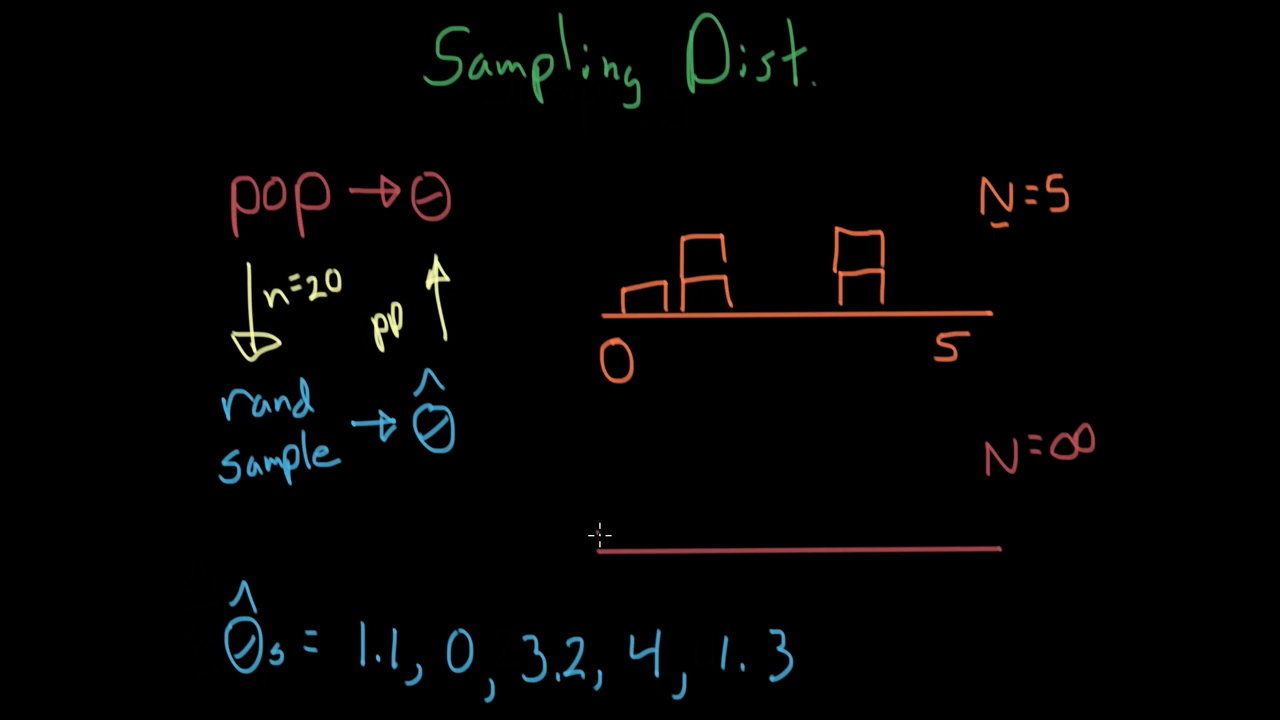 Sampling Dist.
pop → Θ
n=20
pp
rand
sample → Θ̂
N=5
0 5
N=∞
Θ̂s = 1.1, 0, 3.2, 4, 1.3